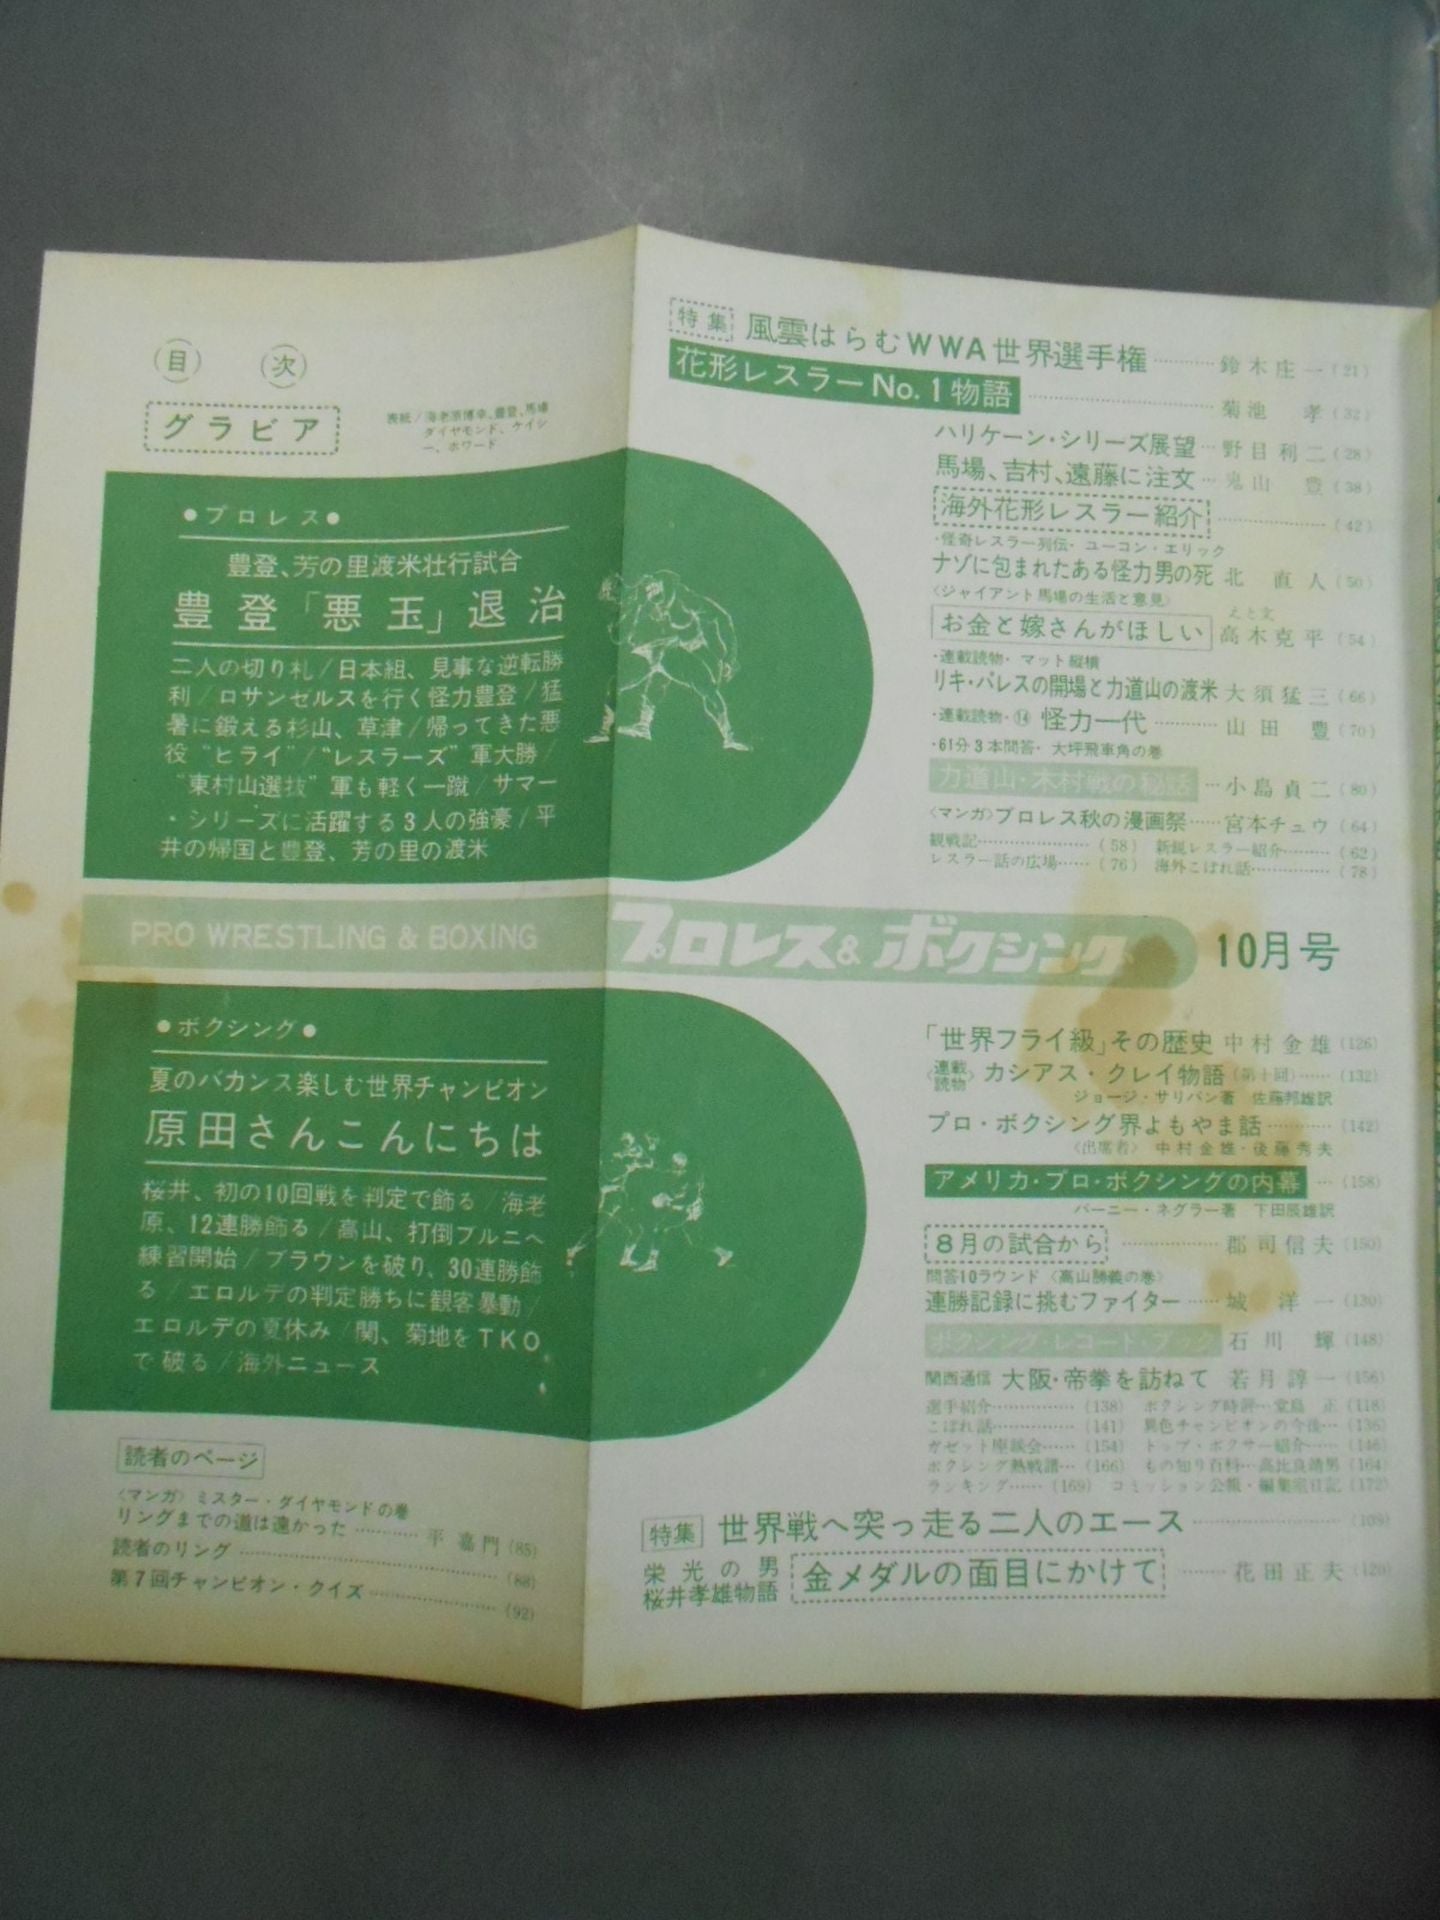 目 次
グラビア
表紙/海老原博幸、豊登、馬場
ダイヤモンド、ケイシ
ー、ホワード
●プロレス●
豊登、芳の里渡米壮行試合
豊登「悪玉」退治
二人の切り札/日本組、見事な逆転勝
利/ロサンゼルスを行く怪力豊登/猛
暑に鍛える杉山、草津/帰ってきた悪
役“ヒライ”/“レスラーズ”軍大勝/
“東村山選抜”軍も軽く一蹴/サマー
・シリーズに活躍する3人の強豪/平
井の帰国と豊登、芳の里の渡米
特集 風雲はらむWWA世界選手権………鈴木庄一(21)
花形レスラーNo.1物語………菊池 孝(32)
ハリケーン・シリーズ展望…野目利二(28)
馬場、吉村、遠藤に注文…鬼山 豊(38)
海外花形レスラー紹介………(42)
・怪奇レスラー列伝・ ユーコン・エリック
ナゾに包まれたある怪力男の死 北 直人(50)
〈ジャイアント馬場の生活と意見〉
えと文
お金と嫁さんがほしい 高木克平(54)
・連載読物・ マット縦横
リキ・パレスの開場と力道山の渡米 大須猛三(66)
・連載読物・⑭ 怪力一代………山田 豊(70)
・61分3本問答・ 大坪飛車角の巻
力道山・木村戦の秘話…小島貞二(80)
〈マンガ〉プロレス秋の漫画祭……宮本チュウ(64)
観戦記………(58) 新鋭レスラー紹介………(62)
レスラー話の広場……(76) 海外こぼれ話………(78)
PRO WRESTLING & BOXING プロレス&ボクシング 10月号
●ボクシング●
夏のバカンス楽しむ世界チャンピオン
原田さんこんにちは
桜井、初の10回戦を判定で飾る/海老
原、12連勝飾る/高山、打倒ブルニへ
練習開始/ブラウンを破り、30連勝飾
る/エロルデの判定勝ちに観客暴動/
エロルデの夏休み/関、菊地をTKO
で破る/海外ニュース
「世界フライ級」その歴史 中村金雄(126)
〈連載読物〉カシアス・クレイ物語(第十回)……(132)
ジョージ・サリバン著 佐藤邦雄訳
プロ・ボクシング界よもやま話………(142)
〈出席者〉 中村金雄・後藤秀夫
アメリカ・プロ・ボクシングの内幕…(158)
バーニー・ネグラー著 下田辰雄訳
8月の試合から………郡司信夫(150)
問答10ラウンド〈高山勝義の巻〉
連勝記録に挑むファイター……城 洋一(130)
ボクシング・レコード・ブック 石川 輝(148)
関西通信 大阪・帝拳を訪ねて 若月諄一(156)
選手紹介………(138) ボクシング時評…堂島 正(118)
こぼれ話………(141) 異色チャンピオンの今後…(136)
ガゼット座談会……(154) トップ・ボクサー紹介……(146)
ボクシング熱戦譜…(166) もの知り百科…高比良靖男(164)
ランキング……(169) コミッション公報・編集室日記(172)
読者のページ
〈マンガ〉ミスター・ダイヤモンドの巻
リングまでの道は遠かった………平 嘉門(85)
読者のリング………(88)
第7回チャンピオン・クイズ………(92)
特集 世界戦へ突っ走る二人のエース………(109)
栄光の男
桜井孝雄物語 金メダルの面目にかけて……花田正夫(120)